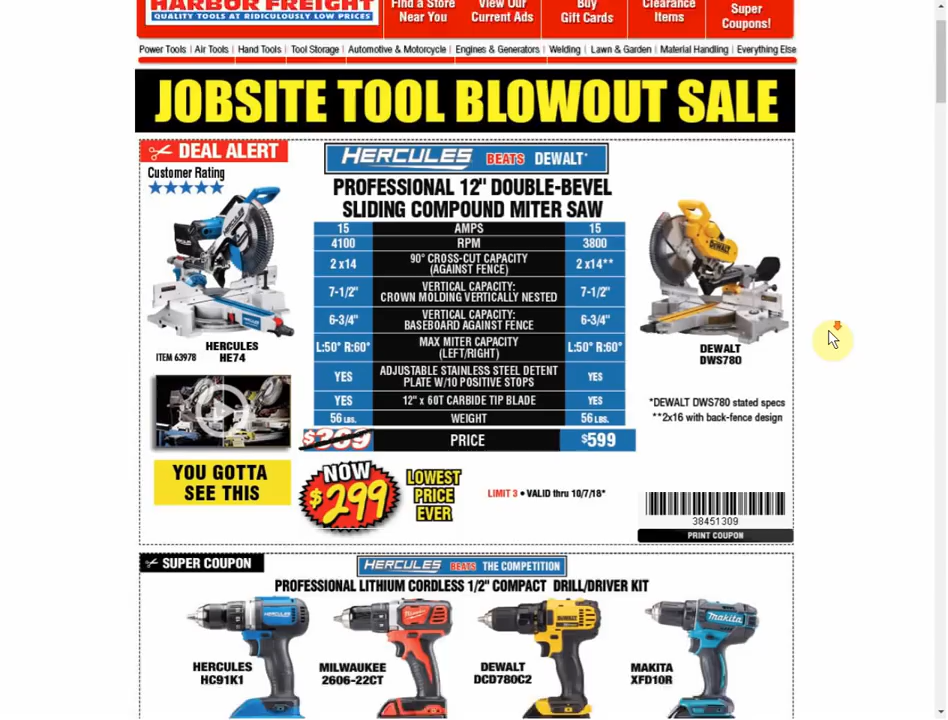 HARBOR FREIGHT
QUALITY TOOLS AT RIDICULOUSLY LOW PRICES
Find a Store
Near You
View Our
Current Ads
Buy
Gift Cards
Clearance
Items
Super
Coupons!
Power Tools | Air Tools | Hand Tools | Tool Storage | Automotive & Motorcycle | Engines & Generators | Welding | Lawn & Garden | Material Handling | Everything Else
JOBSITE TOOL BLOWOUT SALE
DEAL ALERT
Customer Rating
HERCULES BEATS DEWALT*
PROFESSIONAL 12" DOUBLE-BEVEL
SLIDING COMPOUND MITER SAW
15 AMPS 15
4100 RPM 3800
2 x14 90° CROSS-CUT CAPACITY (AGAINST FENCE) 2 x14**
7-1/2" VERTICAL CAPACITY: CROWN MOLDING VERTICALLY NESTED 7-1/2"
6-3/4" VERTICAL CAPACITY: BASEBOARD AGAINST FENCE 6-3/4"
L:50° R:60° MAX MITER CAPACITY (LEFT/RIGHT) L:50° R:60°
YES ADJUSTABLE STAINLESS STEEL DETENT PLATE W/10 POSITIVE STOPS YES
YES 12" x 60T CARBIDE TIP BLADE YES
56 LBS. WEIGHT 56 LBS.
$369 PRICE $599
HERCULES
HE74
ITEM 63978
DEWALT
DWS780
*DEWALT DWS780 stated specs
**2x16 with back-fence design
YOU GOTTA
SEE THIS
NOW
$299
LOWEST
PRICE
EVER
LIMIT 3 • VALID thru 10/7/18*
38451309
PRINT COUPON
SUPER COUPON
HERCULES BEATS THE COMPETITION
PROFESSIONAL LITHIUM CORDLESS 1/2" COMPACT DRILL/DRIVER KIT
HERCULES
HC91K1
MILWAUKEE
2606-22CT
DEWALT
DCD780C2
MAKITA
XFD10R